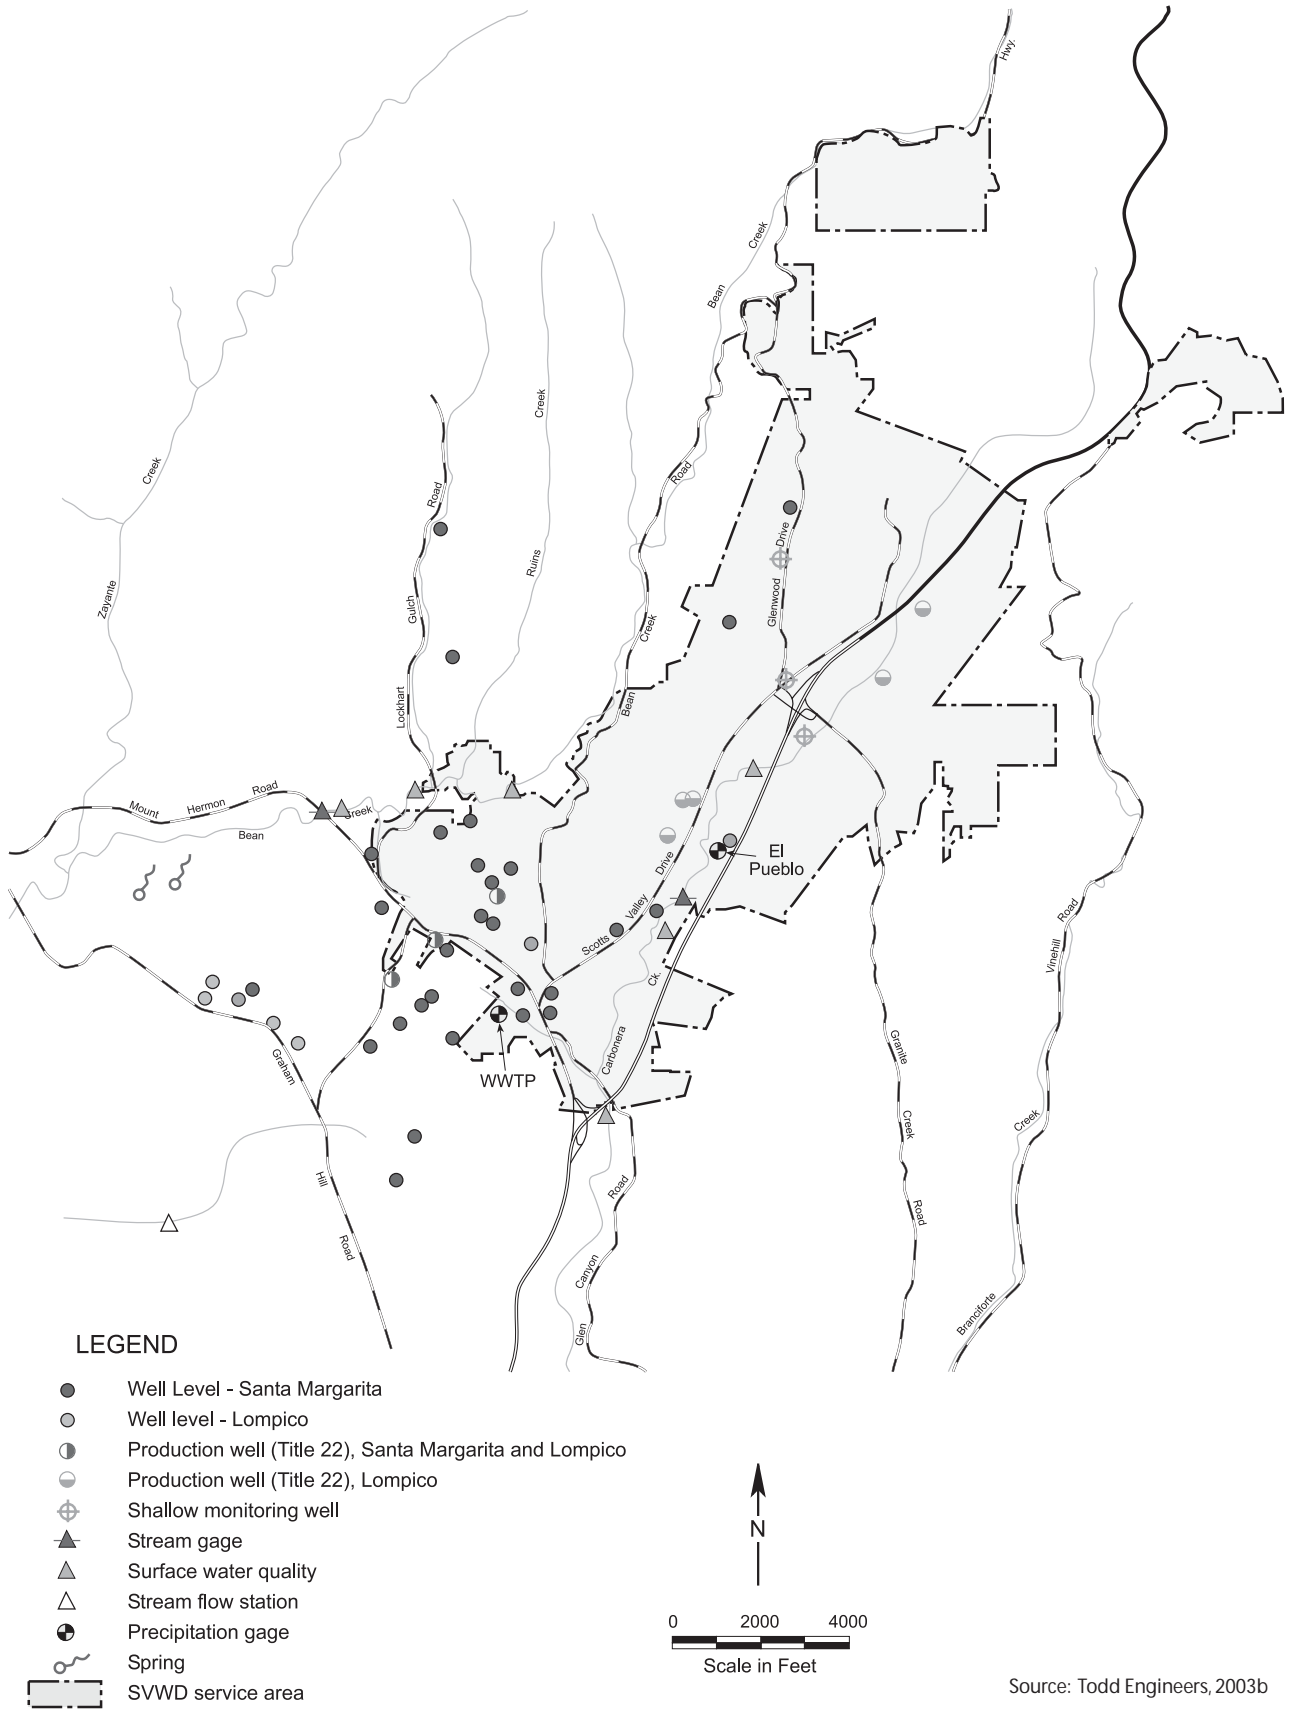 Hwy.
Creek
Bean
Creek
Creek
Road
Road
Ruins
Drive
Glenwood
Zayante
Gulch
Creek
Lockhart
Bean
Mount
Hermon
Road
Creek
Bean
El
Pueblo
Drive
Valley
Scotts
Road
Vinehill
Ck.
Carbonera
WWTP
Graham
Granite
Creek
Creek
Hill
Road
Road
Road
Canyon
Glen
Branciforte
LEGEND
Well Level - Santa Margarita
Well level - Lompico
Production well (Title 22), Santa Margarita and Lompico
Production well (Title 22), Lompico
Shallow monitoring well
Stream gage
Surface water quality
Stream flow station
Precipitation gage
Spring
SVWD service area
N
0 2000 4000
Scale in Feet
Source: Todd Engineers, 2003b